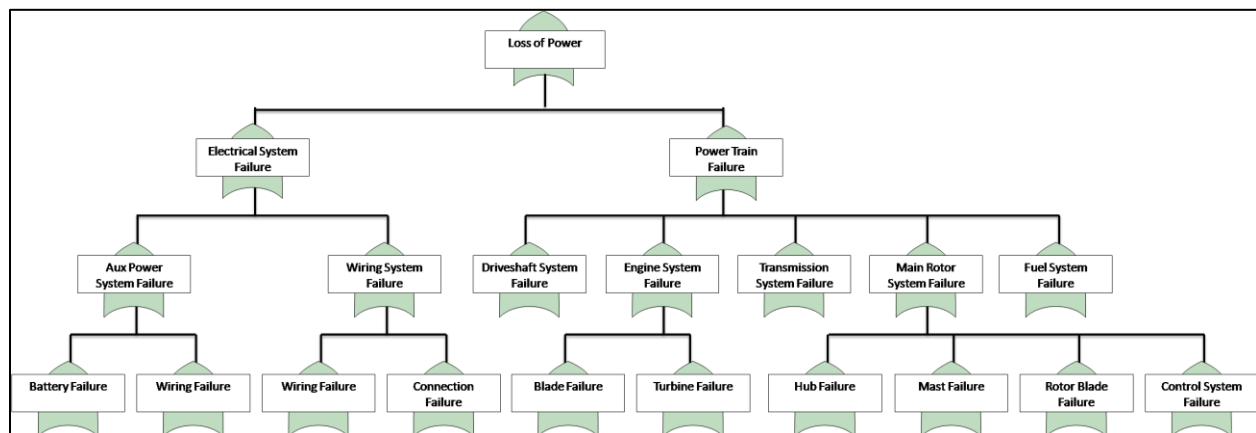 Loss of Power
Electrical System
Failure
Power Train
Failure
Aux Power
System Failure
Wiring System
Failure
Driveshaft System
Failure
Engine System
Failure
Transmission
System Failure
Main Rotor
System Failure
Fuel System
Failure
Battery Failure
Wiring Failure
Wiring Failure
Connection
Failure
Blade Failure
Turbine Failure
Hub Failure
Mast Failure
Rotor Blade
Failure
Control System
Failure